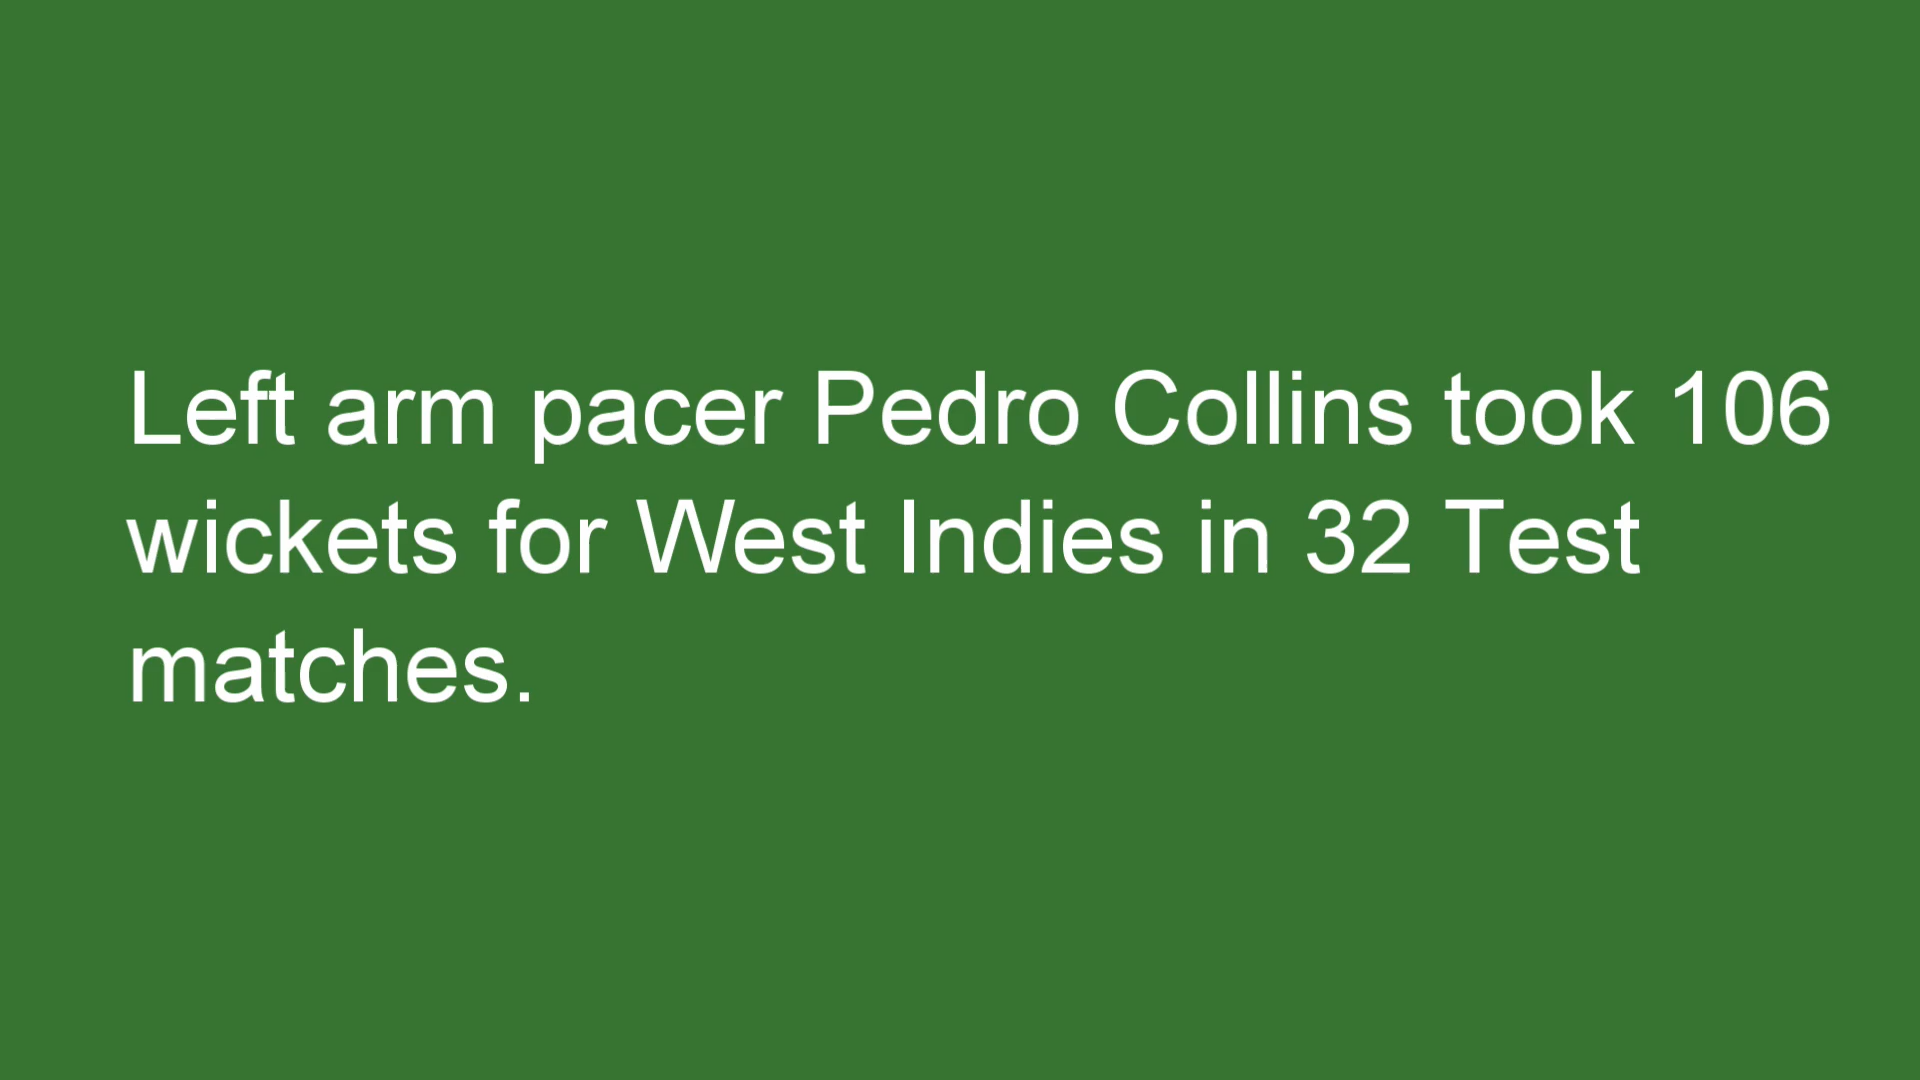 Left arm pacer Pedro Collins took 106
wickets for West Indies in 32 Test
matches.